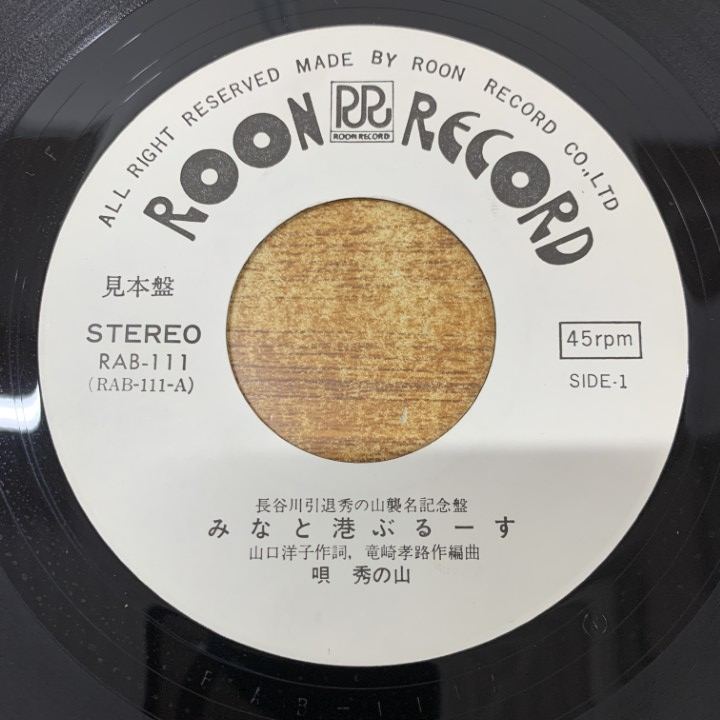 ALL RIGHT RESERVED MADE BY ROON RECORD CO.,LTD
ROON RECORD
ROON RECORD
見本盤
STEREO
RAB-111
(RAB-111-A)
45rpm
SIDE-1
長谷川引退秀の山襲名記念盤
みなと港ぶるーす
山口洋子作詞，竜崎孝路作編曲
唄 秀の山